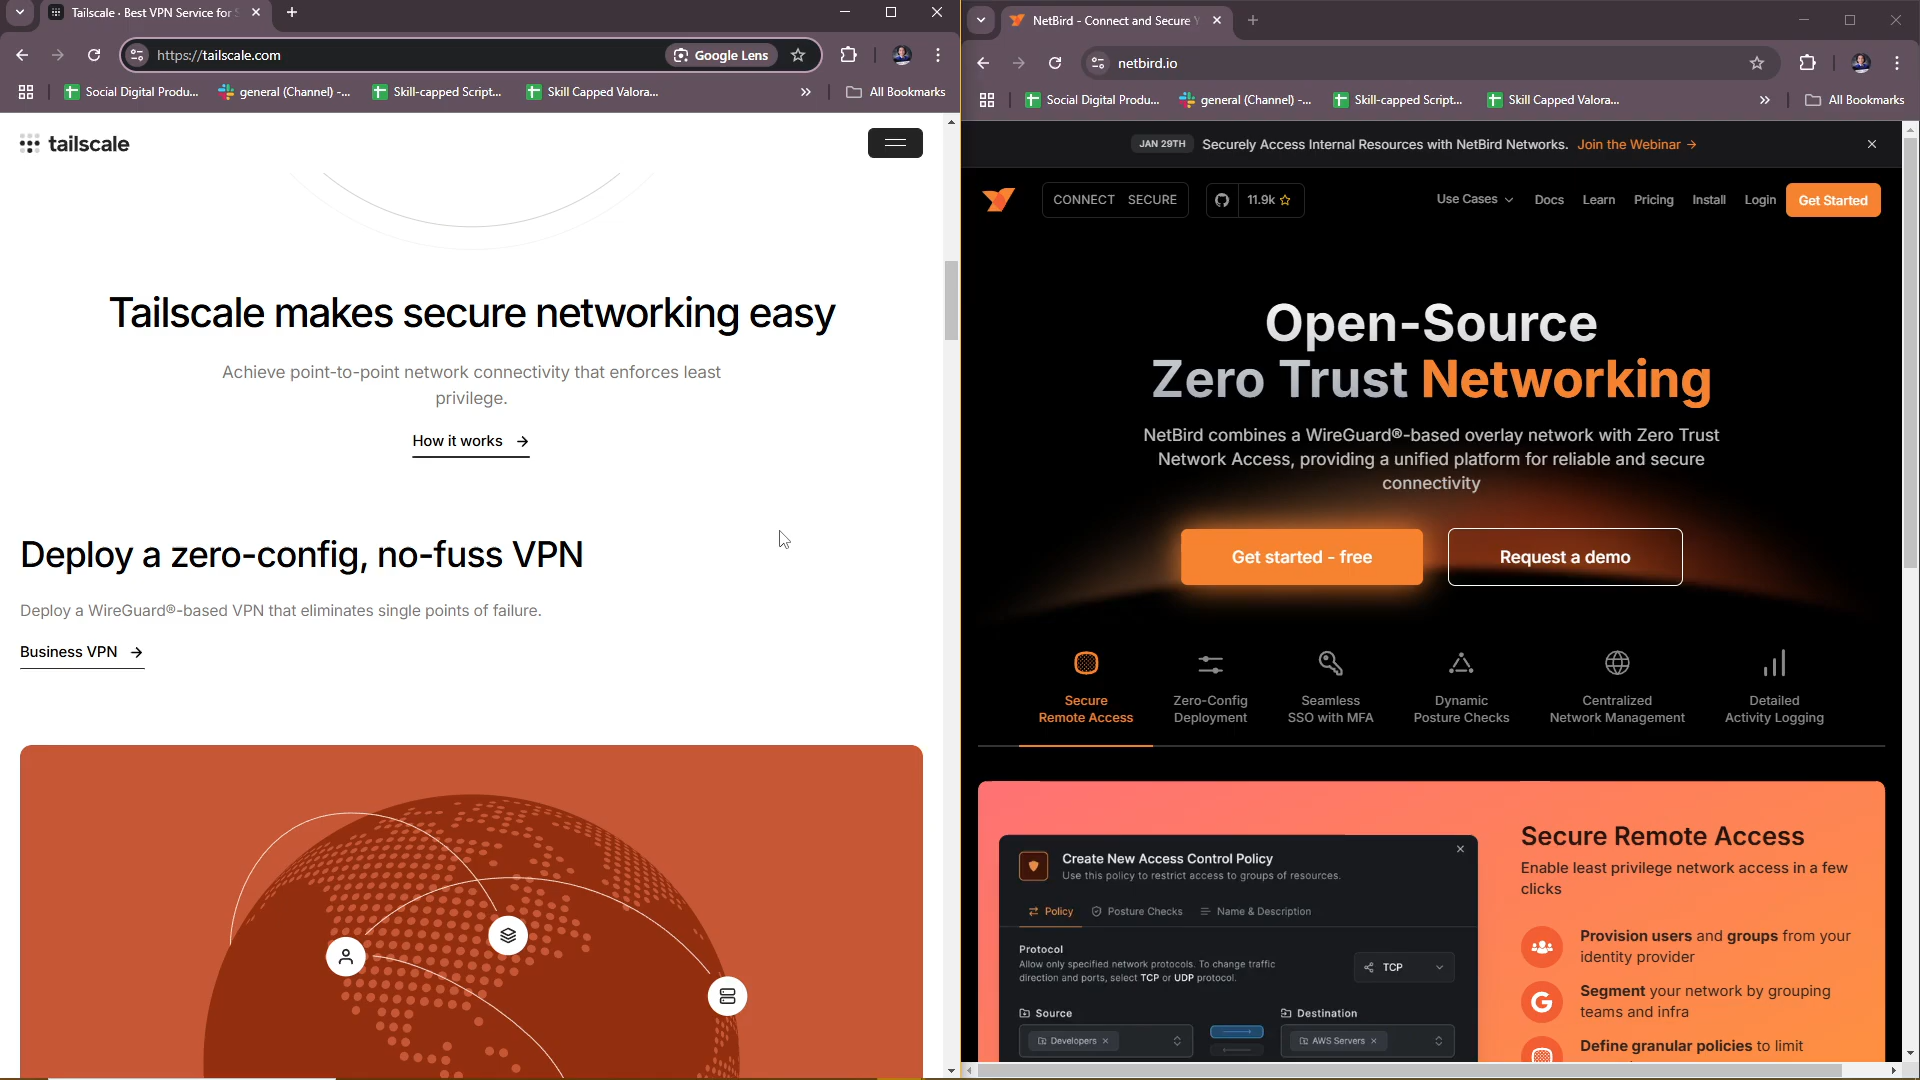 Tailscale · Best VPN Service for S
https://tailscale.com
Google Lens
Social Digital Produ...
general (Channel) -...
Skill-capped Script...
Skill Capped Valora...
All Bookmarks
tailscale
Tailscale makes secure networking easy
Achieve point-to-point network connectivity that enforces least
privilege.
How it works →
Deploy a zero-config, no-fuss VPN
Deploy a WireGuard®-based VPN that eliminates single points of failure.
Business VPN →
NetBird - Connect and Secure Y
netbird.io
Social Digital Produ...
general (Channel) -...
Skill-capped Script...
Skill Capped Valora...
All Bookmarks
JAN 29TH Securely Access Internal Resources with NetBird Networks. Join the Webinar →
CONNECT SECURE 11.9k
Use Cases Docs Learn Pricing Install Login Get Started
Open-Source
Zero Trust Networking
NetBird combines a WireGuard®-based overlay network with Zero Trust
Network Access, providing a unified platform for reliable and secure
connectivity
Get started - free
Request a demo
Secure
Remote Access
Zero-Config
Deployment
Seamless
SSO with MFA
Dynamic
Posture Checks
Centralized
Network Management
Detailed
Activity Logging
Create New Access Control Policy
Use this policy to restrict access to groups of resources.
Policy Posture Checks Name & Description
Protocol
Allow only specified network protocols. To change traffic
direction and ports, select TCP or UDP protocol.
TCP
Source
Developers
Destination
AWS Servers
Secure Remote Access
Enable least privilege network access in a few
clicks
Provision users and groups from your
identity provider
Segment your network by grouping
teams and infra
Define granular policies to limit